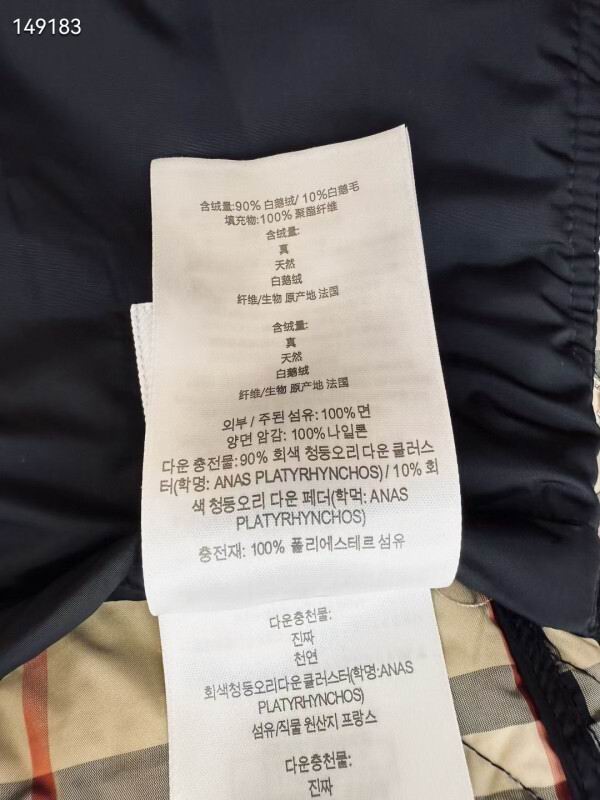 149183
含绒量:90% 白鹅绒/ 10%白鹅毛
填充物:100% 聚酯纤维
含绒量:
真
天然
白鹅绒
纤维/生物 原产地 法国
含绒量:
真
天然
白鹅绒
纤维/生物 原产地 法国
외부 / 주된 섬유: 100% 면
양면 암감: 100% 나일론
다운 충전물: 90% 회색 청둥오리 다운 클러스
터(학명: ANAS PLATYRHYNCHOS) / 10% 회
색 청둥오리 다운 페더(학먹: ANAS
PLATYRHYNCHOS)
충전재: 100% 폴리에스테르 섬유
다운충천물:
진짜
천연
회색청둥오리다운클러스터(학명:ANAS
PLATYRHYNCHOS)
섬유/직물 원산지 프랑스
다운충천물:
진짜